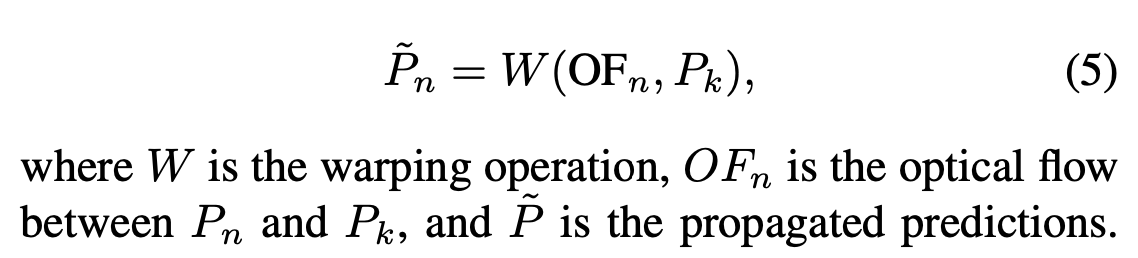 P̃ₙ = W(OFₙ, Pₖ), (5)
where W is the warping operation, OFₙ is the optical flow
between Pₙ and Pₖ, and P̃ is the propagated predictions.